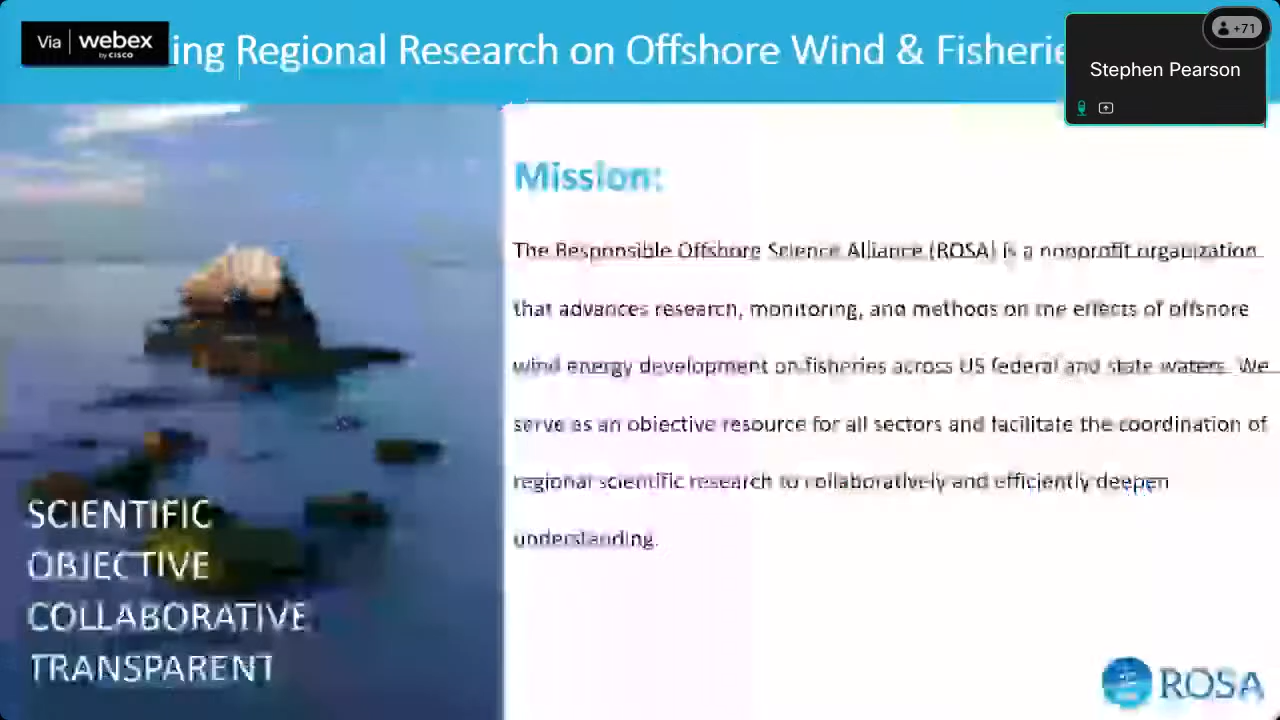 Via webex
by CISCO
ing Regional Research on Offshore Wind & Fisherie
+71
Stephen Pearson
Mission:
The Responsible Offshore Science Alliance (ROSA) is a nonprofit organization
that advances research, monitoring, and methods on the effects of offshore
wind energy development on fisheries across US federal and state waters. We
serve as an objective resource for all sectors and facilitate the coordination of
regional scientific research to collaboratively and efficiently deepen
understanding.
SCIENTIFIC
OBJECTIVE
COLLABORATIVE
TRANSPARENT
ROSA